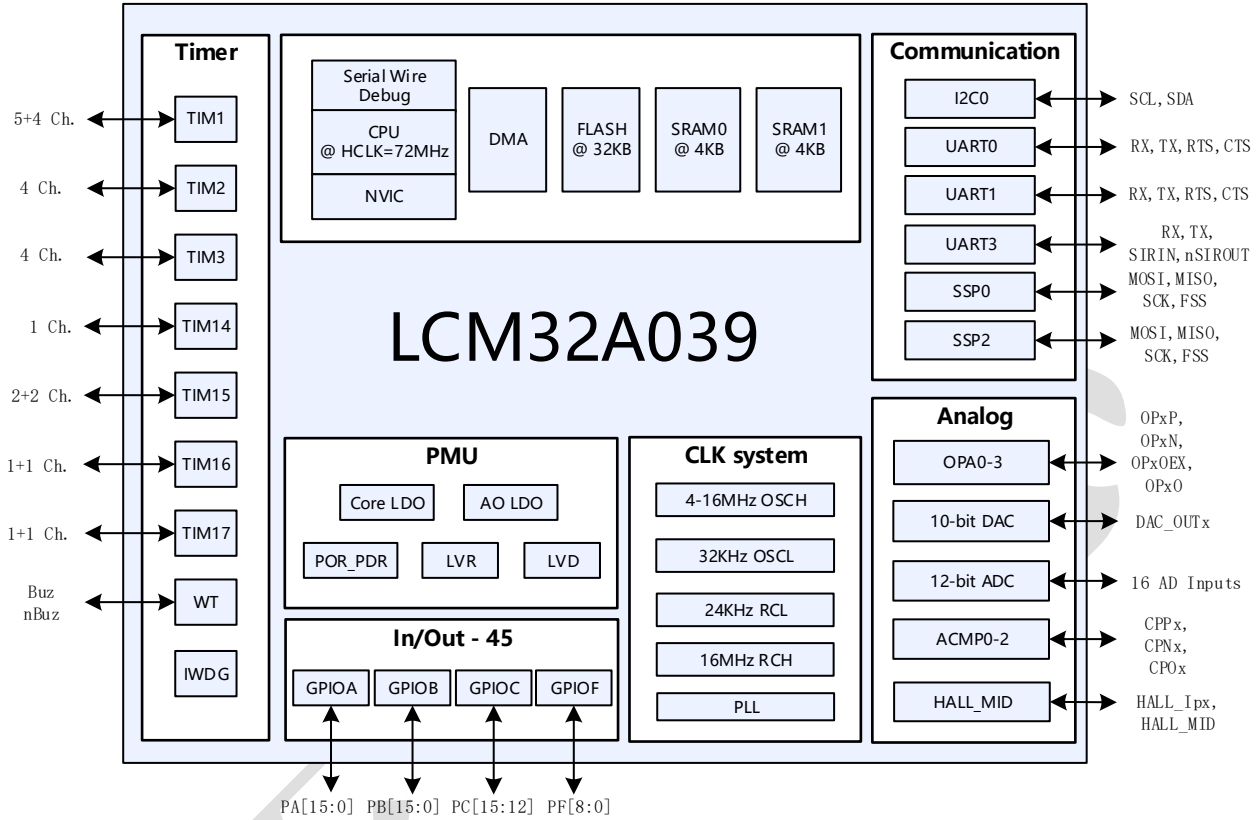 Timer
5+4 Ch.
TIM1
4 Ch.
TIM2
4 Ch.
TIM3
1 Ch.
TIM14
2+2 Ch.
TIM15
1+1 Ch.
TIM16
1+1 Ch.
TIM17
Buz
nBuz
WT
IWDG
Serial Wire
Debug
CPU
@ HCLK=72MHz
NVIC
DMA
FLASH
@ 32KB
SRAM0
@ 4KB
SRAM1
@ 4KB
LCM32A039
PMU
Core LDO
AO LDO
POR_PDR
LVR
LVD
In/Out - 45
GPIOA
GPIOB
GPIOC
GPIOF
PA[15:0]
PB[15:0]
PC[15:12]
PF[8:0]
CLK system
4-16MHz OSCH
32KHz OSCL
24KHz RCL
16MHz RCH
PLL
Communication
I2C0
SCL, SDA
UART0
RX, TX, RTS, CTS
UART1
RX, TX, RTS, CTS
UART3
RX, TX,
SIRIN, nSIROUT
SSP0
MOSI, MISO,
SCK, FSS
SSP2
MOSI, MISO,
SCK, FSS
Analog
OPA0-3
OPxP,
OPxN,
OPxOEX,
OPxO
10-bit DAC
DAC_OUTx
12-bit ADC
16 AD Inputs
ACMP0-2
CPPx,
CPNx,
CPOx
HALL_MID
HALL_Ipx,
HALL_MID